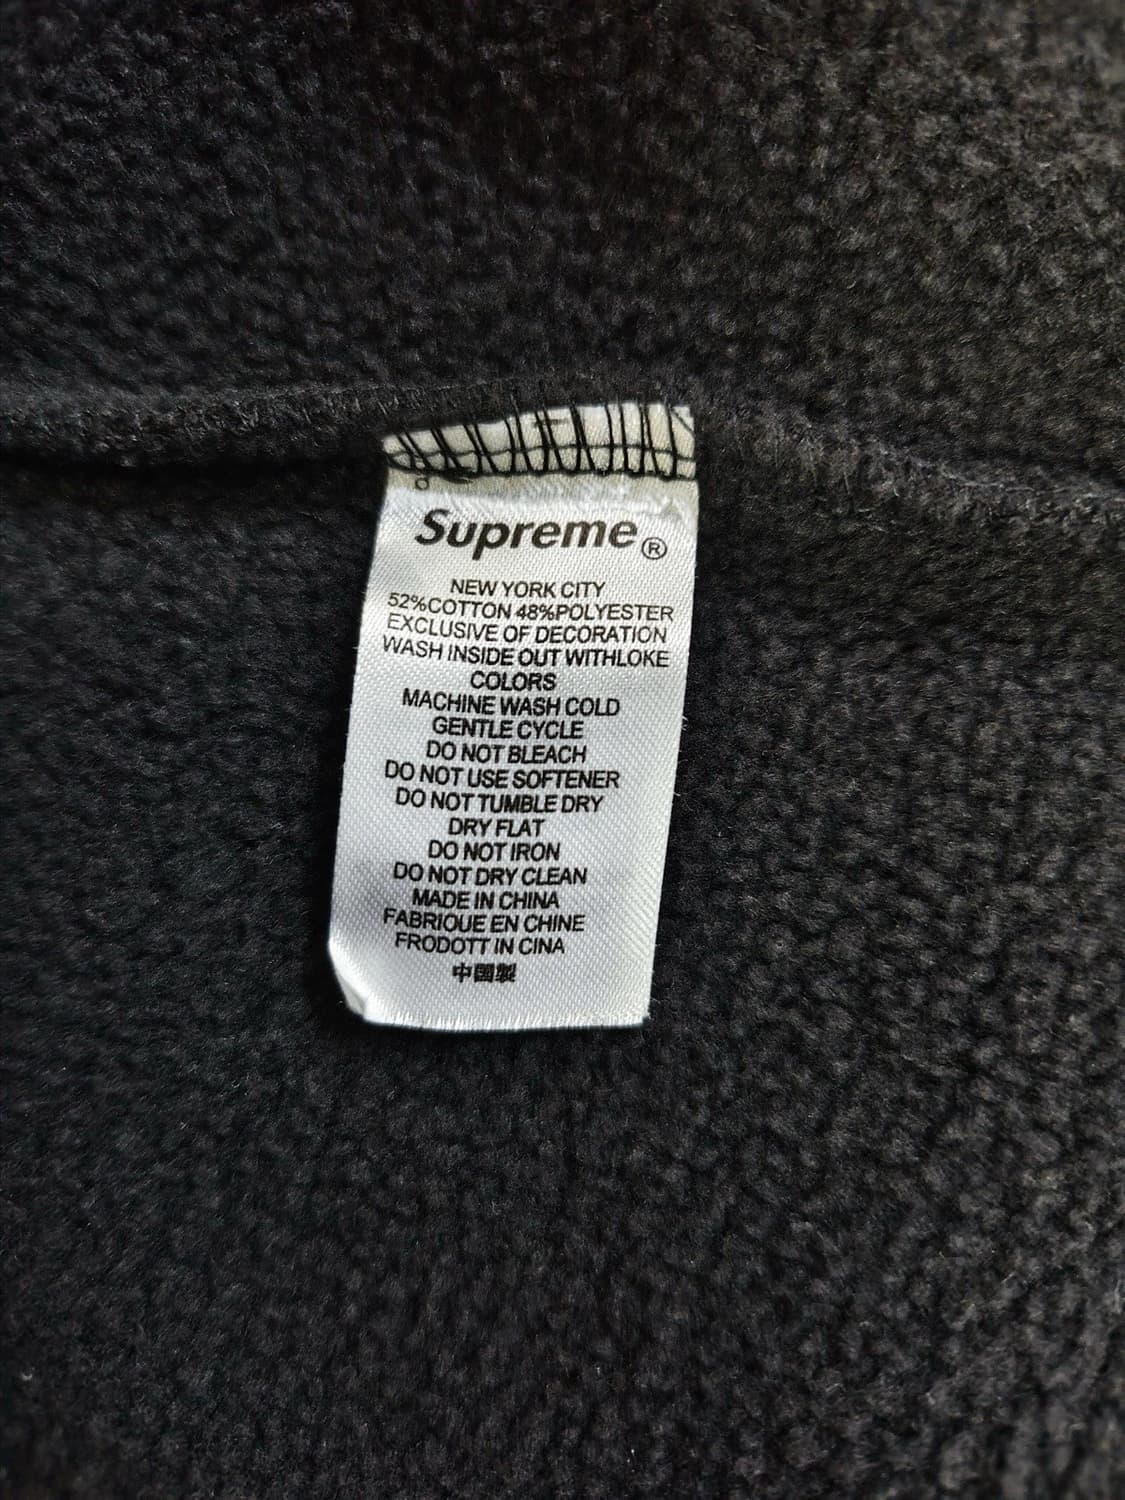 Supreme®
NEW YORK CITY
52%COTTON 48%POLYESTER
EXCLUSIVE OF DECORATION
WASH INSIDE OUT WITHLOKE
COLORS
MACHINE WASH COLD
GENTLE CYCLE
DO NOT BLEACH
DO NOT USE SOFTENER
DO NOT TUMBLE DRY
DRY FLAT
DO NOT IRON
DO NOT DRY CLEAN
MADE IN CHINA
FABRIQUE EN CHINE
FRODOTT IN CINA
中国製